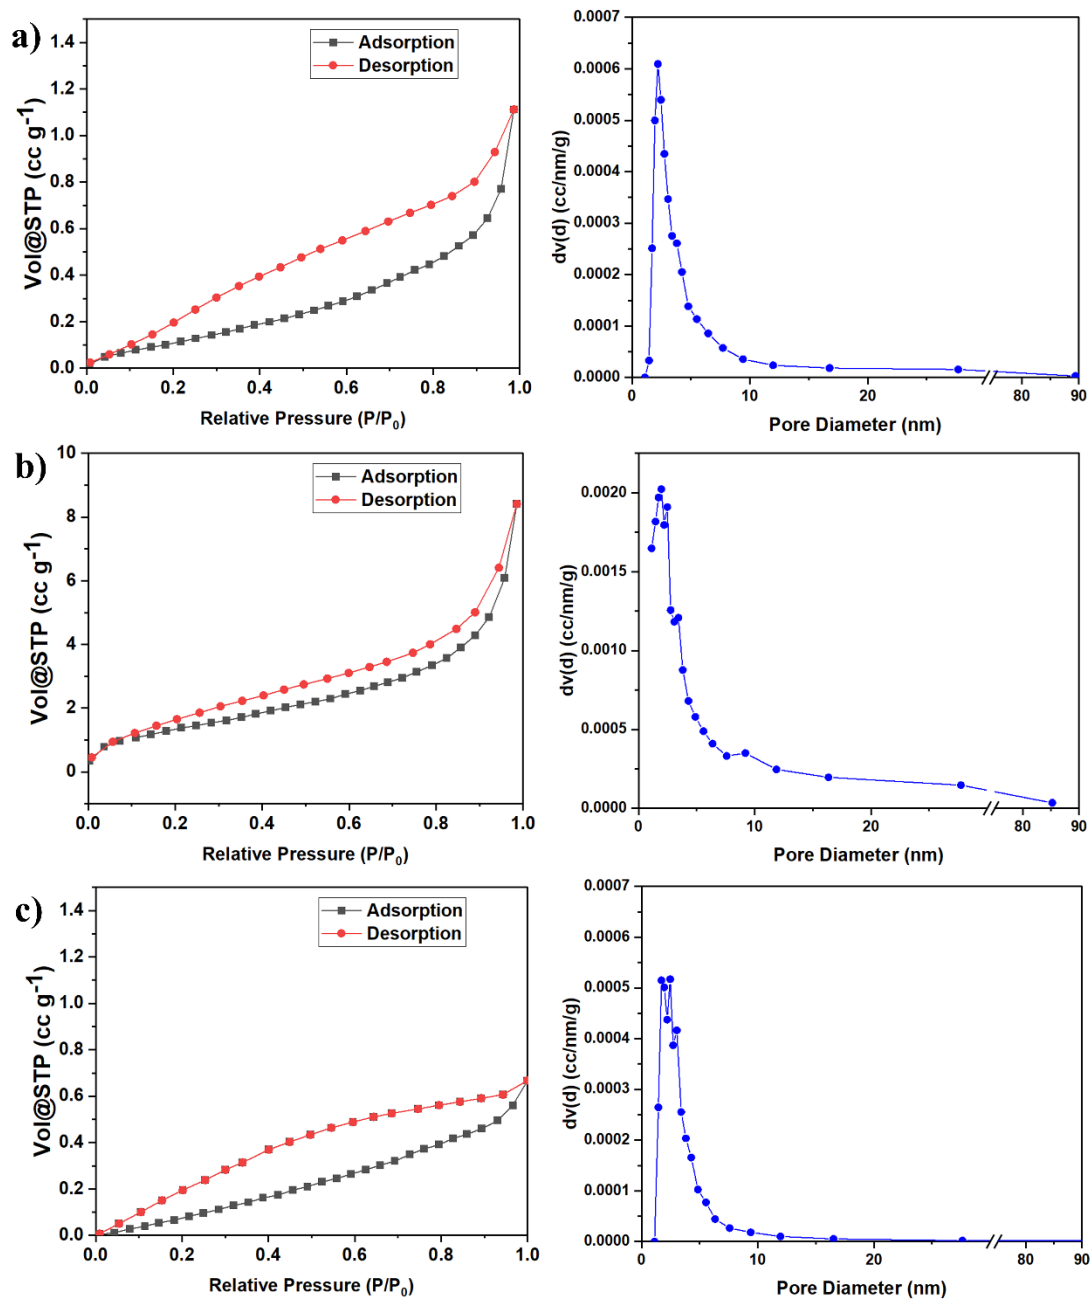 a)
Adsorption
Desorption
Vol@STP (cc g-1)
1.4
1.2
1.0
0.8
0.6
0.4
0.2
0.0
0.0 0.2 0.4 0.6 0.8 1.0
Relative Pressure (P/P0)
dv(d) (cc/nm/g)
0.0007
0.0006
0.0005
0.0004
0.0003
0.0002
0.0001
0.0000
0 10 20 80 90
Pore Diameter (nm)
b)
Adsorption
Desorption
Vol@STP (cc g-1)
10
8
6
4
2
0
0.0 0.2 0.4 0.6 0.8 1.0
Relative Pressure (P/P0)
dv(d) (cc/nm/g)
0.0020
0.0015
0.0010
0.0005
0.0000
0 10 20 80 90
Pore Diameter (nm)
c)
Adsorption
Desorption
Vol@STP (cc g-1)
1.4
1.2
1.0
0.8
0.6
0.4
0.2
0.0
0.0 0.2 0.4 0.6 0.8 1.0
Relative Pressure (P/P0)
dv(d) (cc/nm/g)
0.0007
0.0006
0.0005
0.0004
0.0003
0.0002
0.0001
0.0000
0 10 20 80 90
Pore Diameter (nm)